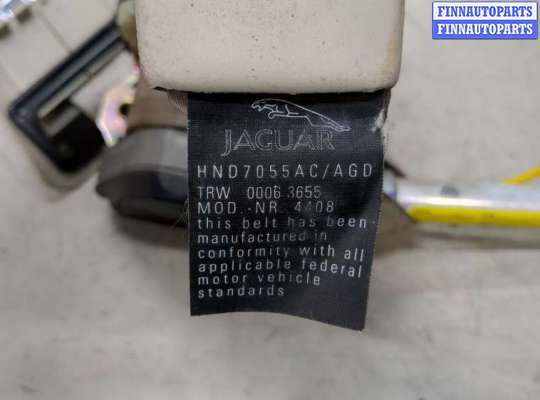 FINNAUTOPARTS
FINNAUTOPARTS
JAGUAR
HND7055AC/AGD
TRW 0006 3655
MOD.-NR. 4408
this belt has been
manufactured in
conformity with all
applicable federal
motor vehicle
standards